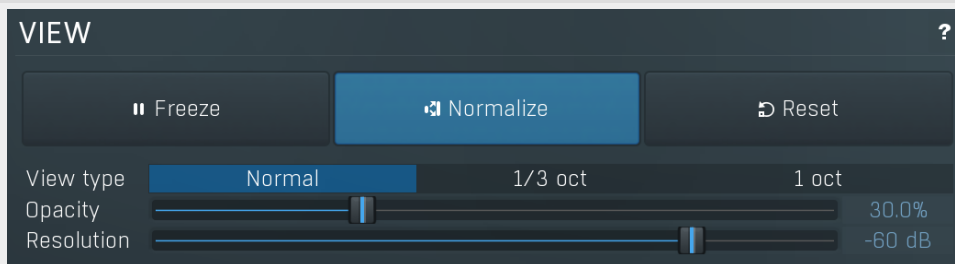 VIEW ?
Freeze Normalize Reset
View type Normal 1/3 oct 1 oct
Opacity 30.0%
Resolution -60 dB